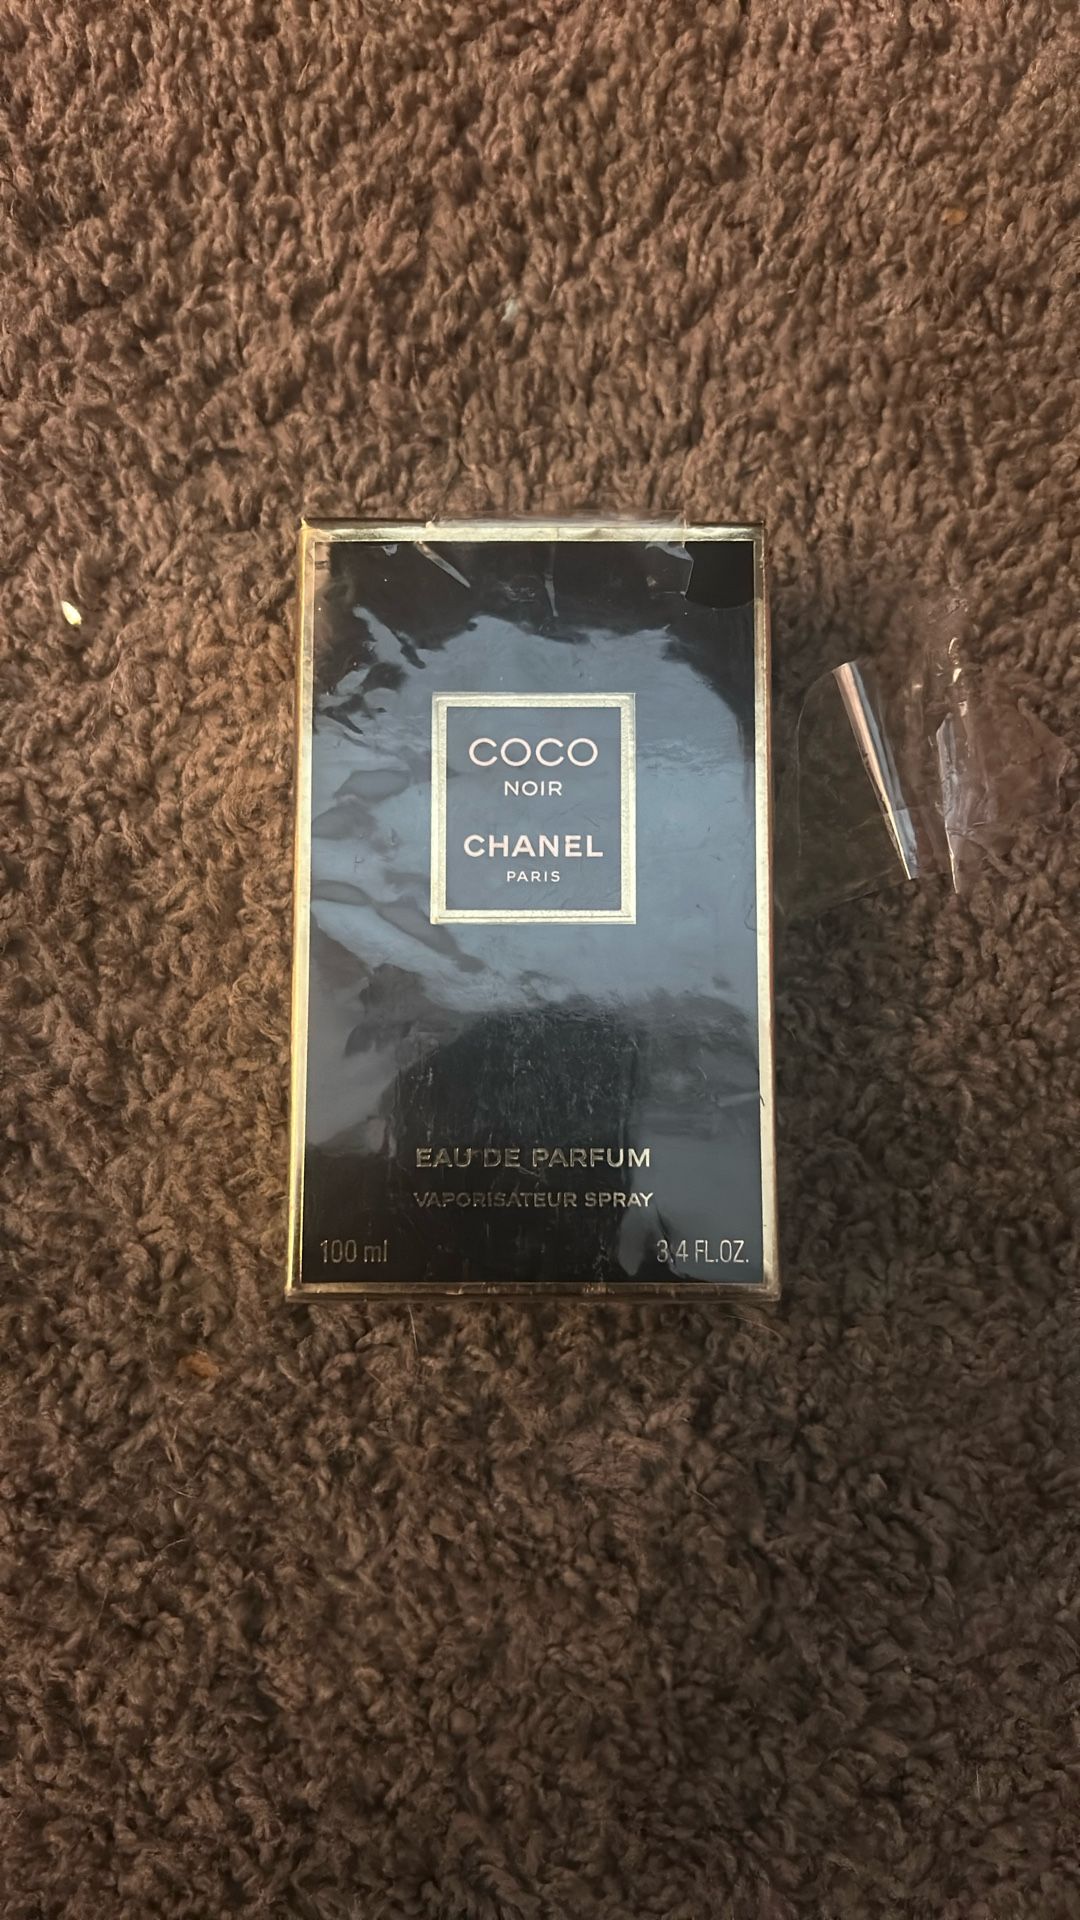 COCO
NOIR
CHANEL
PARIS
EAU DE PARFUM
VAPORISATEUR SPRAY
100 ml
3.4 FL.OZ.